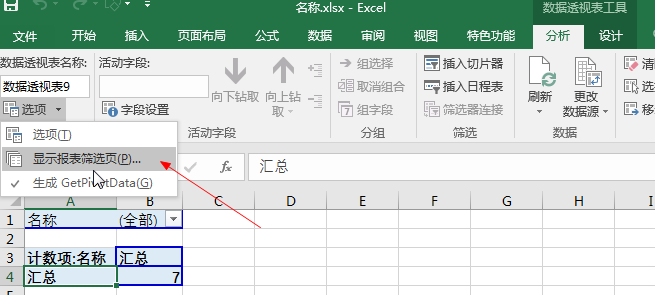 名称.xlsx - Excel
数据透视表工具
文件 开始 插入 页面布局 公式 数据 审阅 视图 特色功能 分析 设计
数据透视表名称: 活动字段: 组选择 插入切片器
数据透视表9 向下钻取 向上钻取 取消组合 插入日程表 刷新 更改数据源
选项 字段设置 组字段 筛选器连接
活动字段 分组 筛选 数据
选项(T)
显示报表筛选页(P)...
生成 GetPivotData(G)
fx 汇总
A B C D E F G H
1 名称 (全部)
2
3 计数项:名称 汇总
4 汇总 7